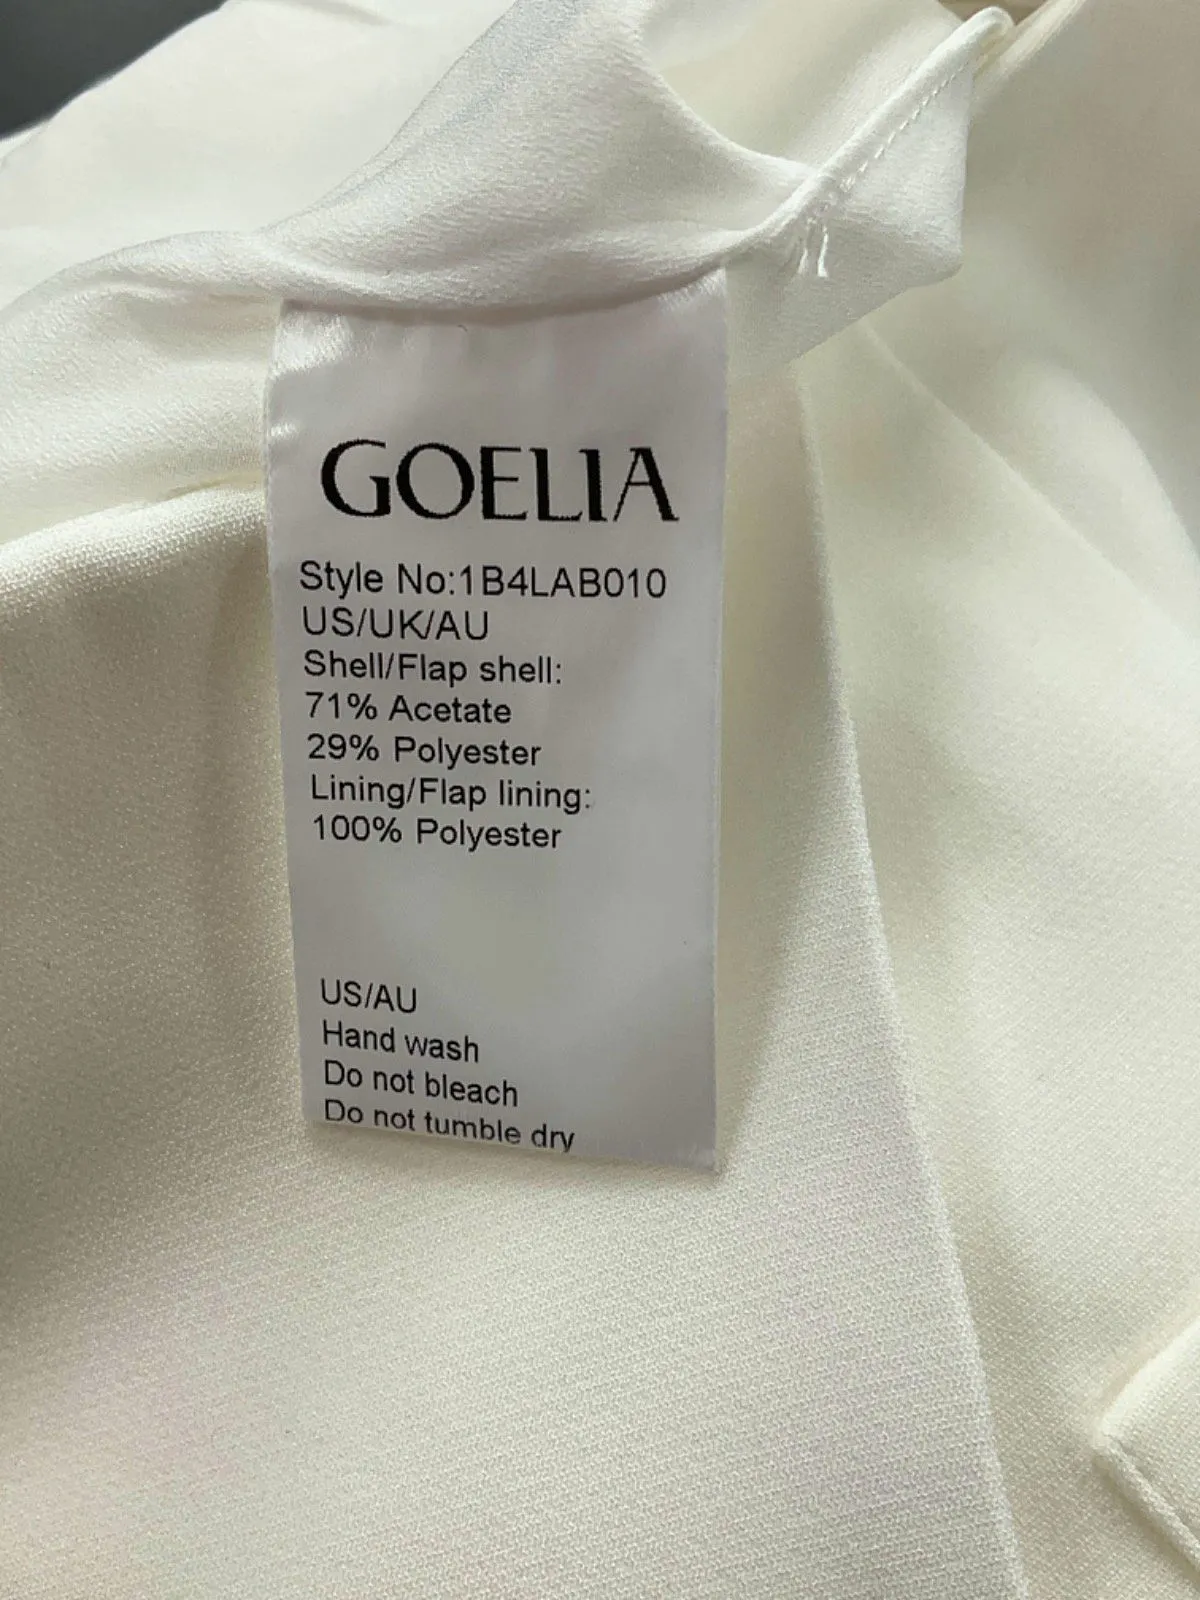 GOELIA
Style No:1B4LAB010
US/UK/AU
Shell/Flap shell:
71% Acetate
29% Polyester
Lining/Flap lining:
100% Polyester
US/AU
Hand wash
Do not bleach
Do not tumble dry